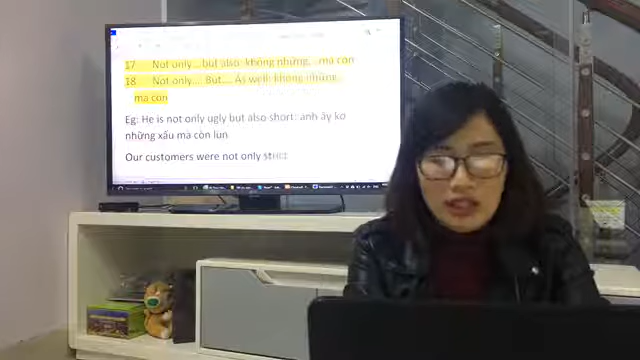 17 Not only ...but also: không những,..mà còn
18 Not only.... But.... As well: không những,
mà còn
Eg: He is not only ugly but also short: anh ấy ko
những xấu mà còn lùn
Our customers were not only strict